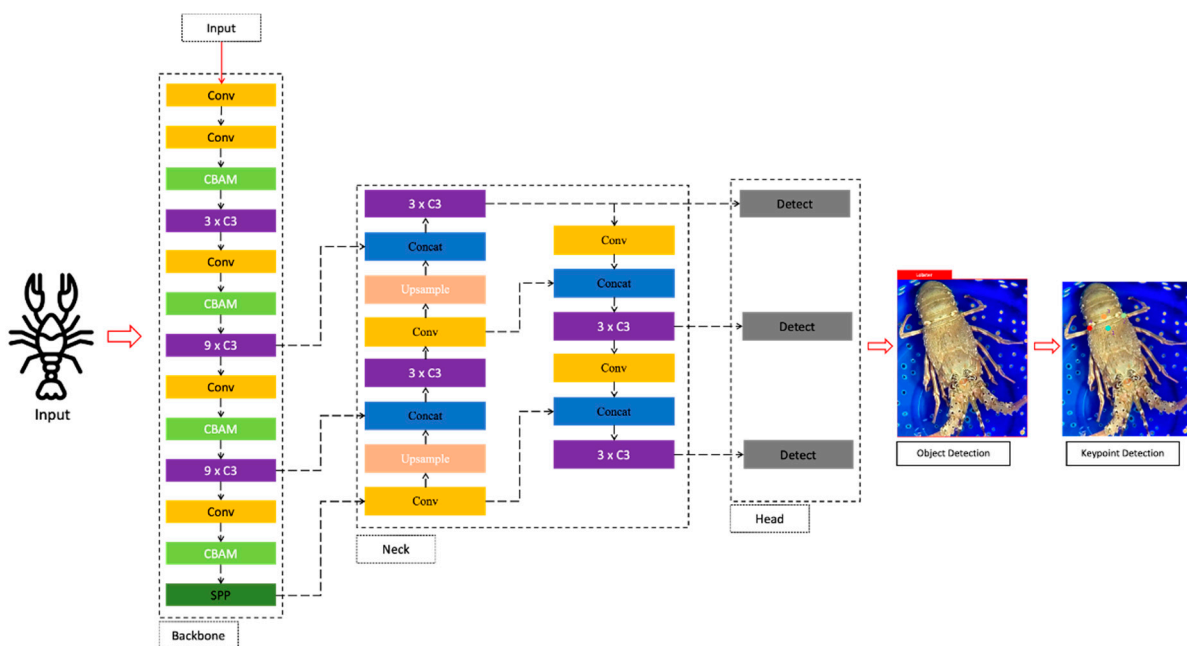 Input
Conv
Conv
CBAM
3 x C3
Conv
CBAM
9 x C3
Conv
CBAM
9 x C3
Conv
CBAM
SPP
Backbone
Input
3 x C3
Concat
Upsample
Conv
3 x C3
Concat
Upsample
Conv
Neck
Conv
Concat
3 x C3
Conv
Concat
3 x C3
Detect
Detect
Detect
Head
Lobster
Object Detection
Keypoint Detection